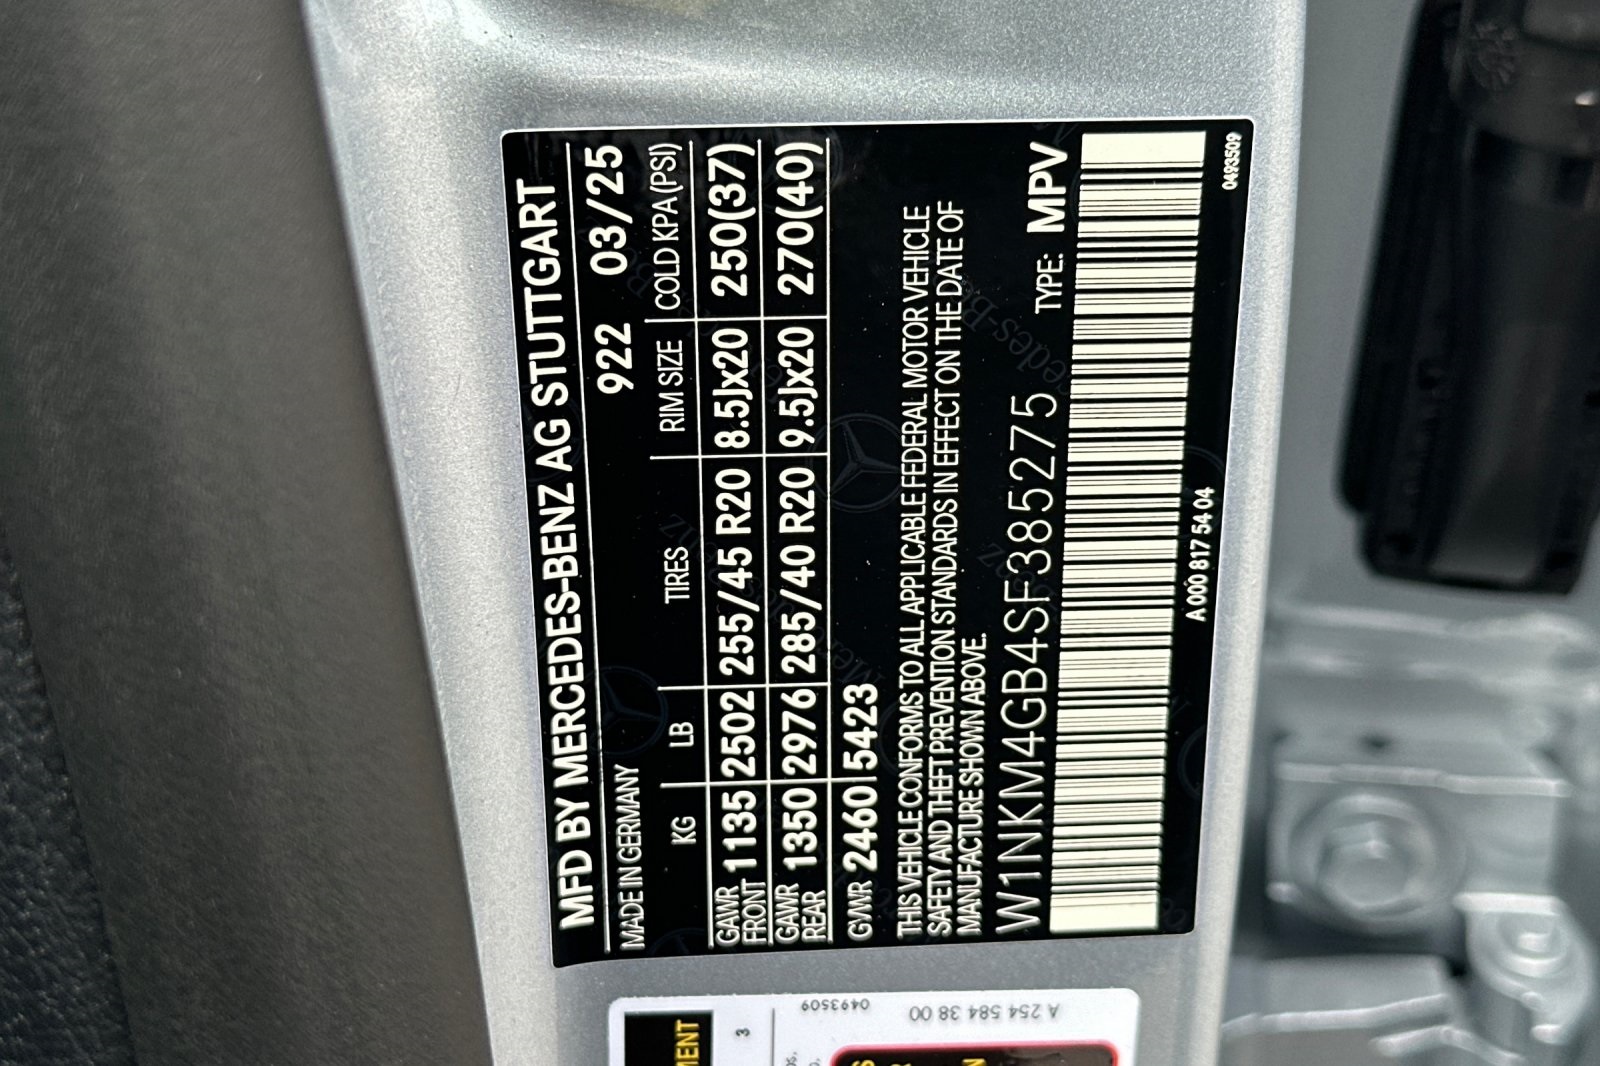 MFD BY MERCEDES-BENZ AG STUTTGART
MADE IN GERMANY 922 03/25
KG LB TIRES RIM SIZE COLD KPA (PSI)
GAWR FRONT 1135 2502 255/45 R20 8.5Jx20 250(37)
GAWR REAR 1350 2976 285/40 R20 9.5Jx20 270(40)
GVWR 2460 5423
THIS VEHICLE CONFORMS TO ALL APPLICABLE FEDERAL MOTOR VEHICLE
SAFETY AND THEFT PREVENTION STANDARDS IN EFFECT ON THE DATE OF
MANUFACTURE SHOWN ABOVE.
W1NKM4GB4SF385275 TYPE: MPV
A 000 817 54 04
0493509
3
0493509
A 254 584 38 00